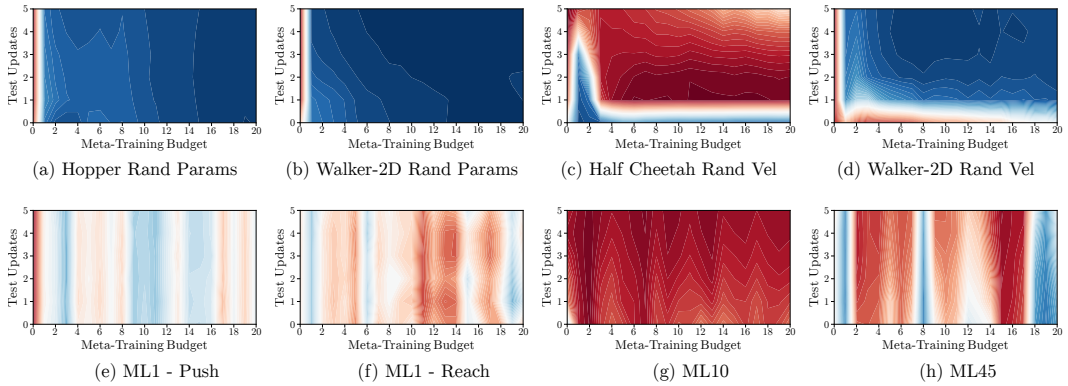 5
4
3
2
1
0
Test Updates
0 1 2 4 6 8 10 12 14 16 18 20
Meta-Training Budget
(a) Hopper Rand Params
5
4
3
2
1
0
Test Updates
0 1 2 4 6 8 10 12 14 16 18 20
Meta-Training Budget
(b) Walker-2D Rand Params
5
4
3
2
1
0
Test Updates
0 1 2 4 6 8 10 12 14 16 18 20
Meta-Training Budget
(c) Half Cheetah Rand Vel
5
4
3
2
1
0
Test Updates
0 1 2 4 6 8 10 12 14 16 18 20
Meta-Training Budget
(d) Walker-2D Rand Vel
5
4
3
2
1
0
Test Updates
0 1 2 4 6 8 10 12 14 16 18 20
Meta-Training Budget
(e) ML1 - Push
5
4
3
2
1
0
Test Updates
0 1 2 4 6 8 10 12 14 16 18 20
Meta-Training Budget
(f) ML1 - Reach
5
4
3
2
1
0
Test Updates
0 1 2 4 6 8 10 12 14 16 18 20
Meta-Training Budget
(g) ML10
5
4
3
2
1
0
Test Updates
0 1 2 4 6 8 10 12 14 16 18 20
Meta-Training Budget
(h) ML45